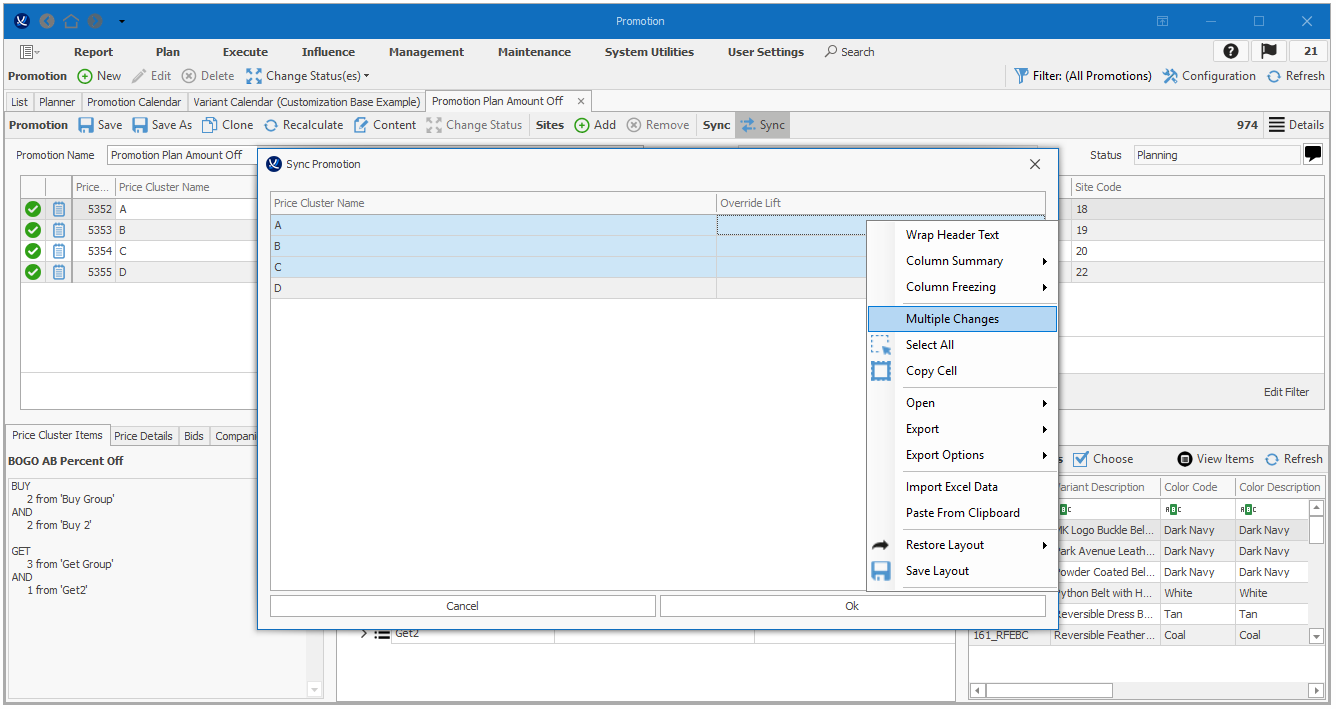 Promotion
Report Plan Execute Influence Management Maintenance System Utilities User Settings Search ? 21
Promotion New Edit Delete Change Status(es) Filter: (All Promotions) Configuration Refresh
List Planner Promotion Calendar Variant Calendar (Customization Base Example) Promotion Plan Amount Off
Promotion Save Save As Clone Recalculate Content Change Status Sites Add Remove Sync Sync 974 Details
Promotion Name Promotion Plan Amount Off Status Planning
Price... Price Cluster Name Site Code
5352 A 18
5353 B 19
5354 C 20
5355 D 22
Edit Filter
Sync Promotion
Price Cluster Name Override Lift
A
B
C
D
Cancel Ok
Wrap Header Text
Column Summary
Column Freezing
Multiple Changes
Select All
Copy Cell
Open
Export
Export Options
Import Excel Data
Paste From Clipboard
Restore Layout
Save Layout
Price Cluster Items Price Details Bids
BOGO AB Percent Off
BUY
2 from 'Buy Group'
AND
2 from 'Buy 2'
GET
3 from 'Get Group'
AND
1 from 'Get2'
Get2
Choose View Items Refresh
Variant Description Color Code Color Description
ABC ABC
MK Logo Buckle Bel... Dark Navy Dark Navy
Park Avenue Leath... Dark Navy Dark Navy
Powder Coated Bel... Dark Navy Dark Navy
Python Belt with H... White White
Reversible Dress B... Tan Tan
161_RFEBC Reversible Feather... Coal Coal